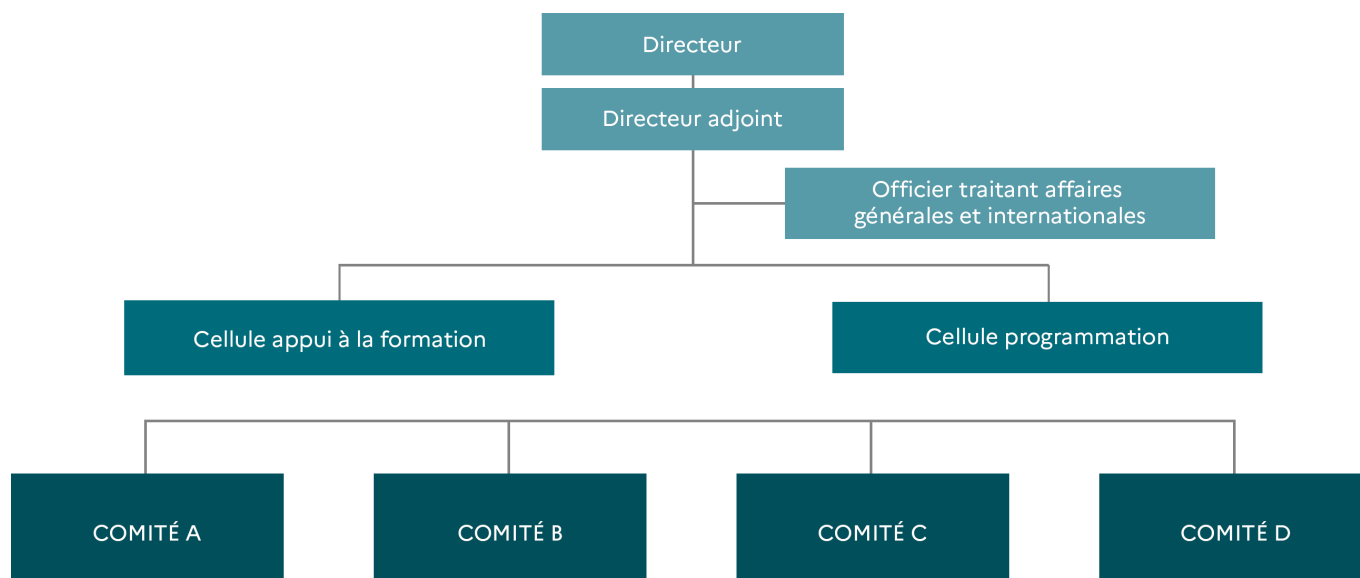 Directeur
Directeur adjoint
Officier traitant affaires
générales et internationales
Cellule appui à la formation
Cellule programmation
COMITÉ A
COMITÉ B
COMITÉ C
COMITÉ D